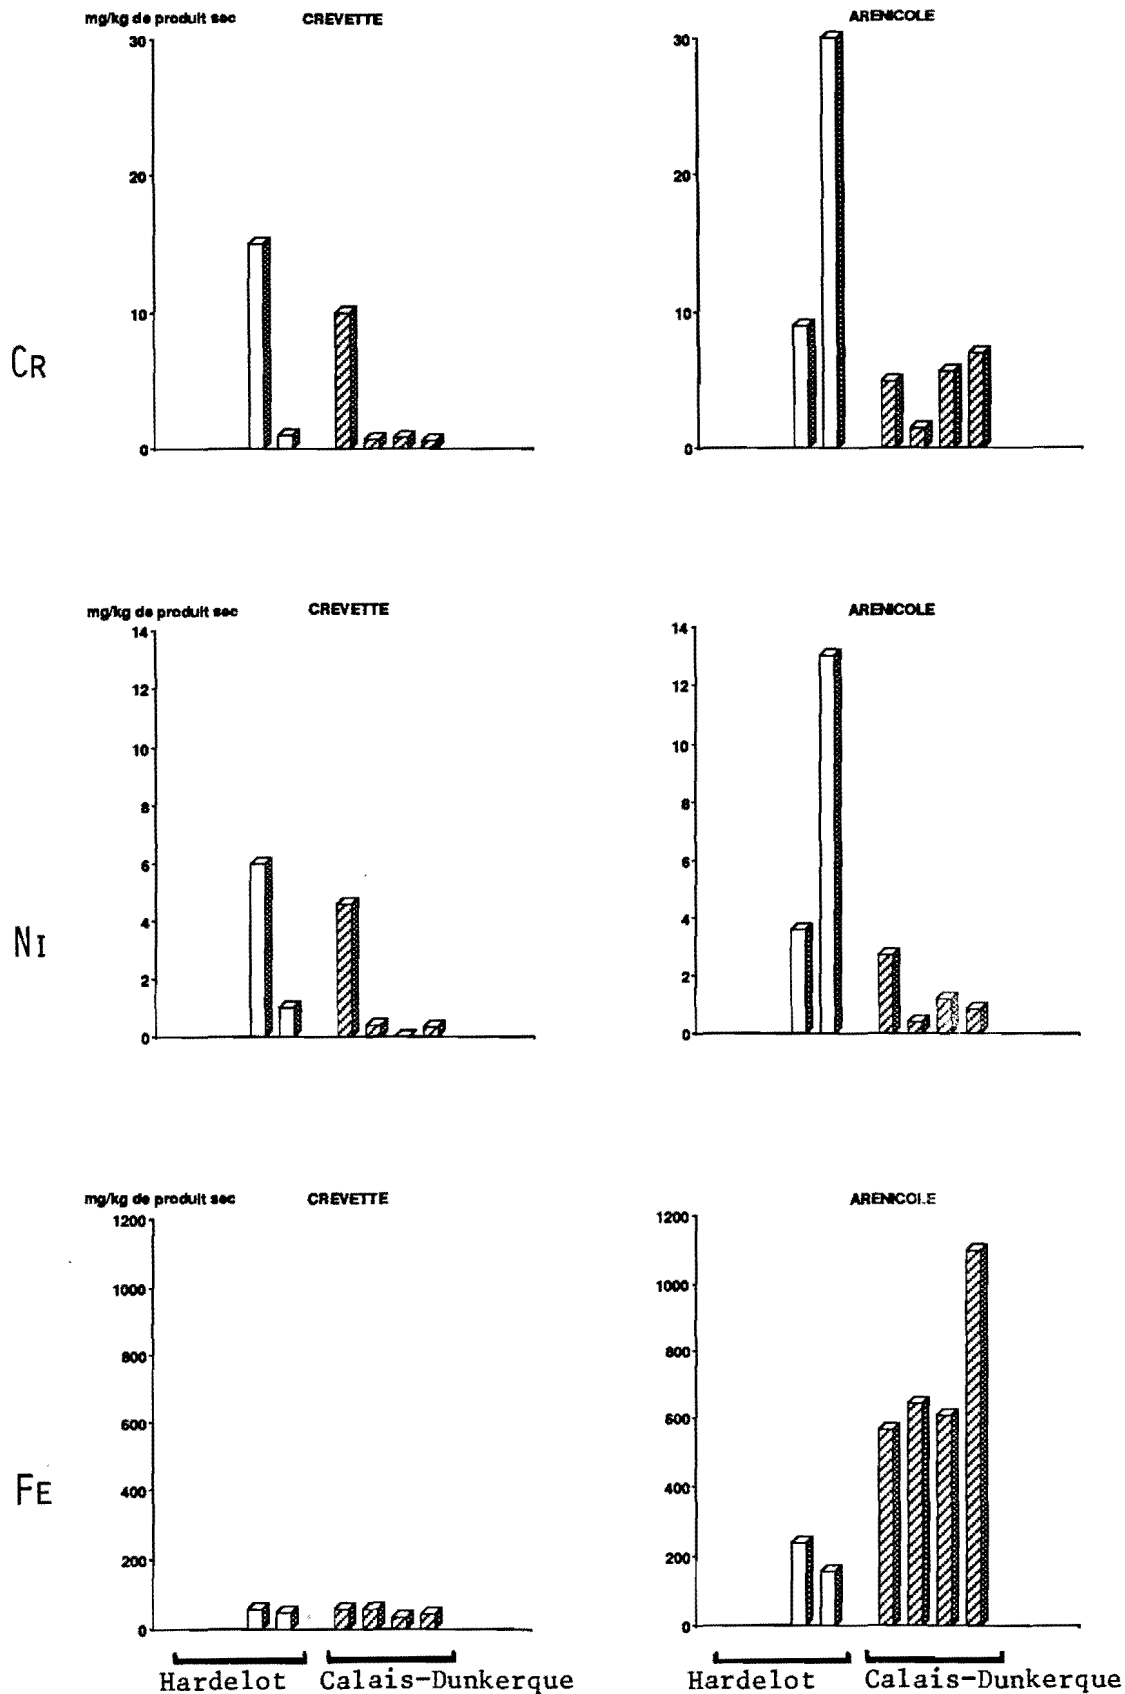 mg/kg de produit sec CREVETTE ARENICOLE
30 30
20 20
10 10
CR
0 0
mg/kg de produit sec CREVETTE ARENICOLE
14 14
12 12
10 10
8 8
6 6
4 4
NI
2 2
0 0
mg/kg de produit sec CREVETTE ARENICOLE
1200 1200
1000 1000
800 800
600 600
FE
400 400
200 200
0 0
Hardelot Calais-Dunkerque Hardelot Calais-Dunkerque